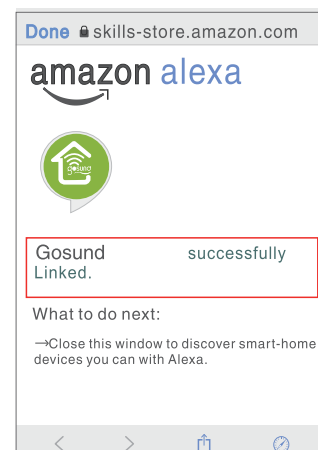 Done skills-store.amazon.com
amazon alexa
gosund
Gosund successfully
Linked.
What to do next:
→Close this window to discover smart-home
devices you can with Alexa.